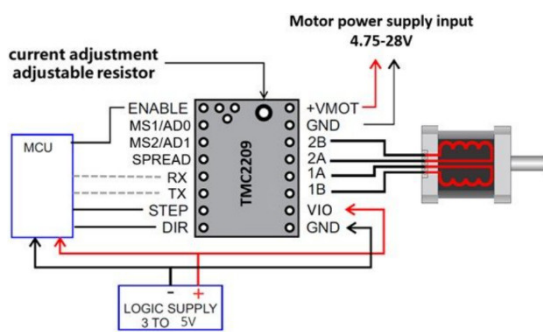 Motor power supply input
4.75-28V
current adjustment
adjustable resistor
MCU
ENABLE
MS1/AD0
MS2/AD1
SPREAD
RX
TX
STEP
DIR
TMC2209
+VMOT
GND
2B
2A
1A
1B
VIO
GND
- +
LOGIC SUPPLY
3 TO 5V